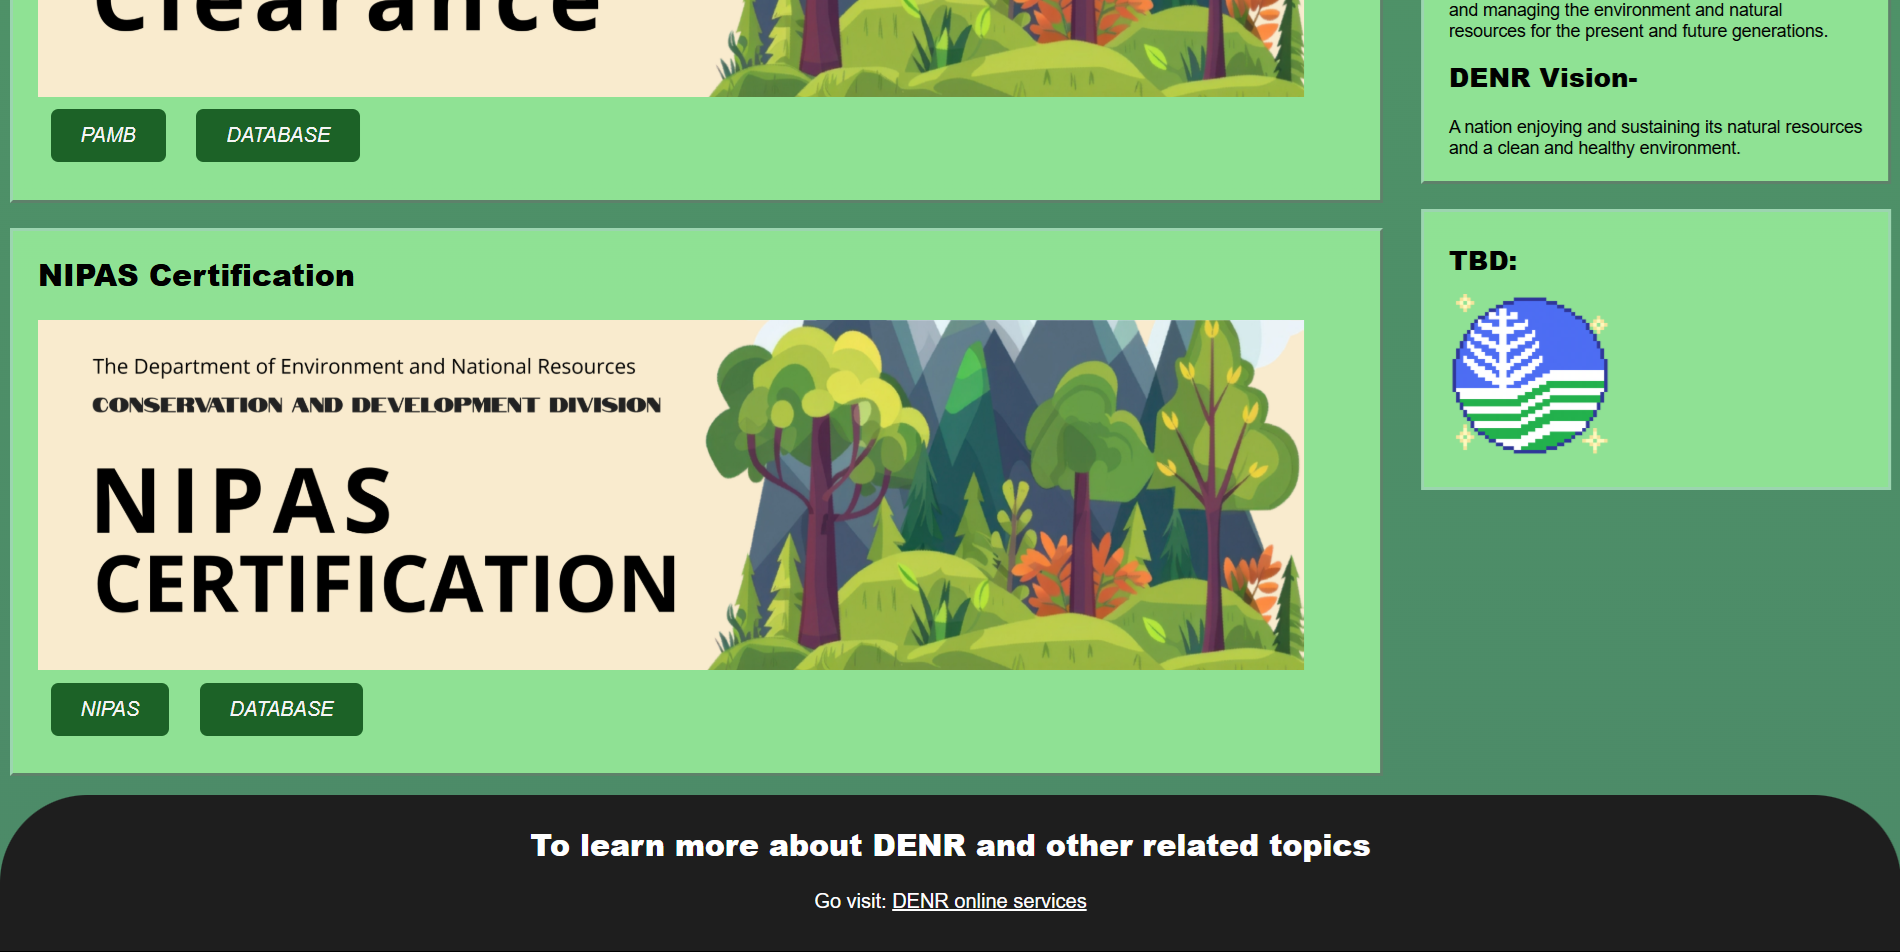 Clearance
PAMB
DATABASE
NIPAS Certification
The Department of Environment and National Resources
CONSERVATION AND DEVELOPMENT DIVISION
NIPAS
CERTIFICATION
NIPAS
DATABASE
and managing the environment and natural
resources for the present and future generations.
DENR Vision-
A nation enjoying and sustaining its natural resources
and a clean and healthy environment.
TBD:
To learn more about DENR and other related topics
Go visit: DENR online services